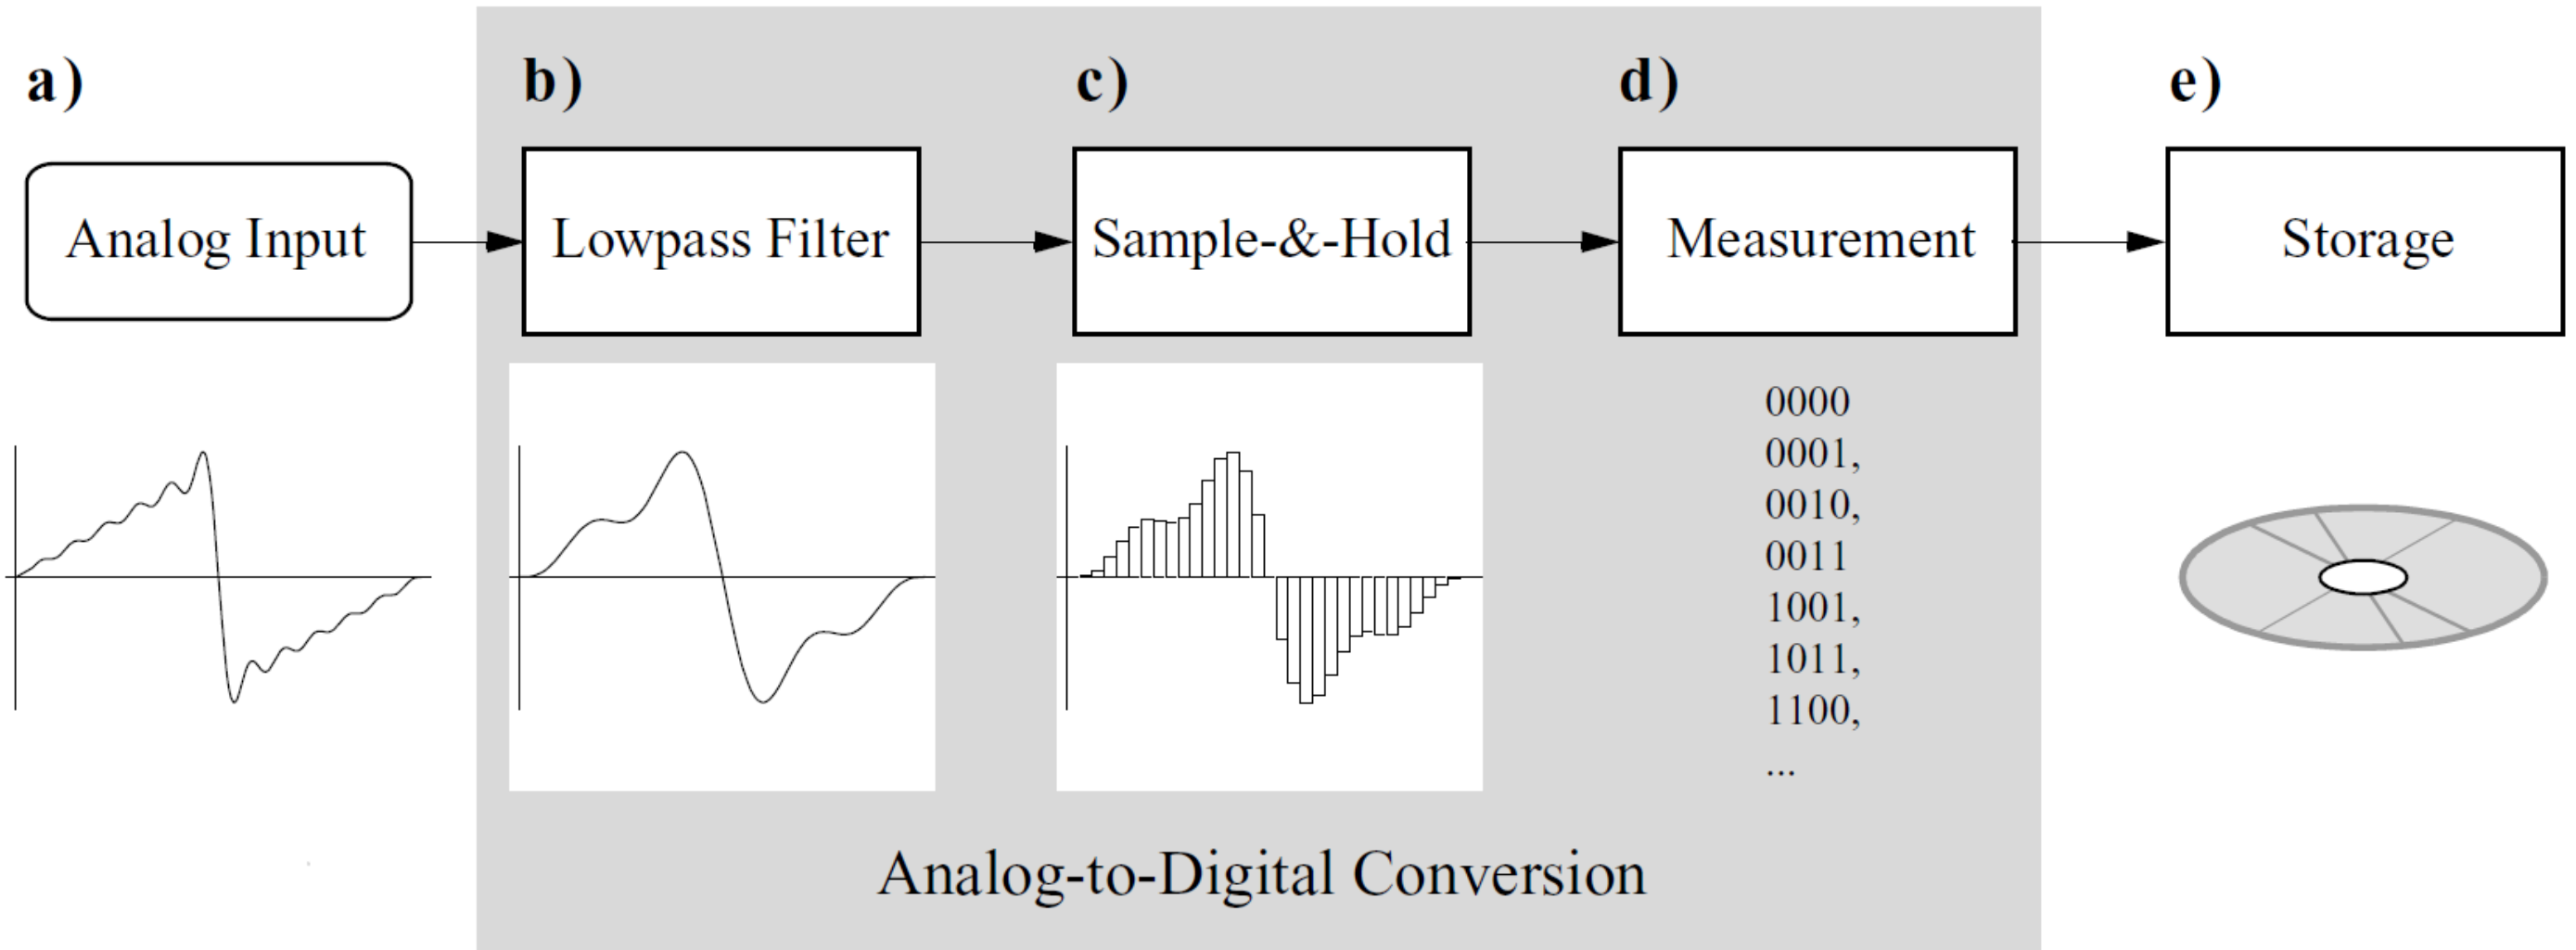 a)
b)
c)
d)
e)
Analog Input
Lowpass Filter
Sample-&-Hold
Measurement
Storage
0000
0001,
0010,
0011
1001,
1011,
1100,
...
Analog-to-Digital Conversion